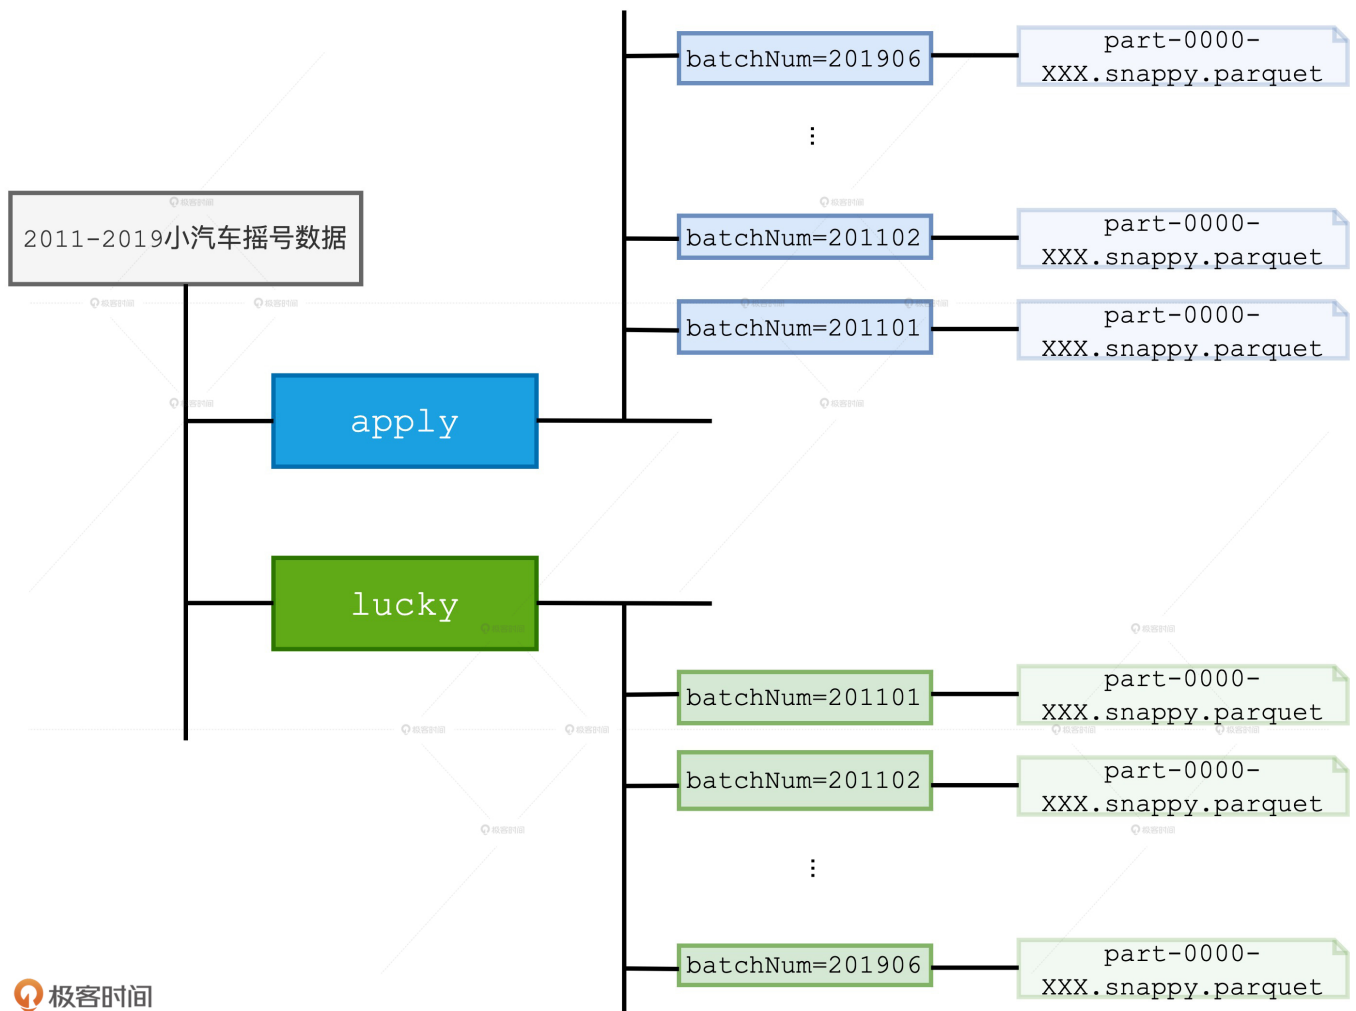 batchNum=201906
part-0000-
XXX.snappy.parquet
⋮
2011-2019小汽车摇号数据
batchNum=201102
part-0000-
XXX.snappy.parquet
batchNum=201101
part-0000-
XXX.snappy.parquet
apply
lucky
batchNum=201101
part-0000-
XXX.snappy.parquet
batchNum=201102
part-0000-
XXX.snappy.parquet
⋮
batchNum=201906
part-0000-
XXX.snappy.parquet
极客时间